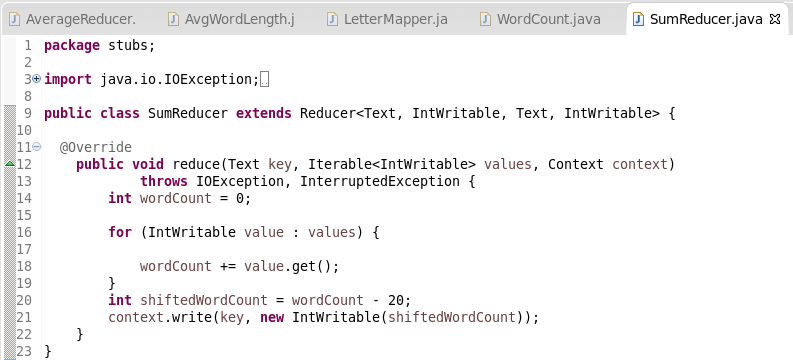 AverageReducer. AvgWordLength.j LetterMapper.ja WordCount.java SumReducer.java
1 package stubs;
2
3 import java.io.IOException;
8
9 public class SumReducer extends Reducer<Text, IntWritable, Text, IntWritable> {
10
11 @Override
12 public void reduce(Text key, Iterable<IntWritable> values, Context context)
13 throws IOException, InterruptedException {
14 int wordCount = 0;
15
16 for (IntWritable value : values) {
17
18 wordCount += value.get();
19 }
20 int shiftedWordCount = wordCount - 20;
21 context.write(key, new IntWritable(shiftedWordCount));
22 }
23 }